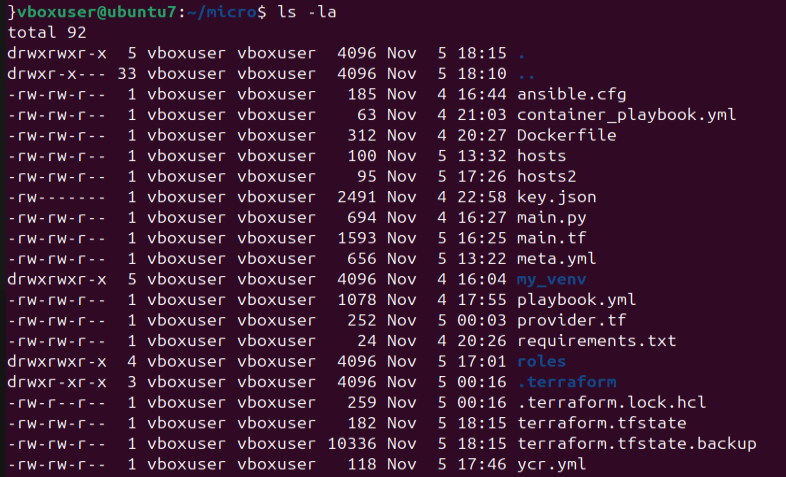 }vboxuser@ubuntu7:~/micro$ ls -la
total 92
drwxrwxr-x  5 vboxuser vboxuser  4096 Nov  5 18:15 .
drwxr-x--- 33 vboxuser vboxuser  4096 Nov  5 18:10 ..
-rw-rw-r--  1 vboxuser vboxuser   185 Nov  4 16:44 ansible.cfg
-rw-rw-r--  1 vboxuser vboxuser    63 Nov  4 21:03 container_playbook.yml
-rw-rw-r--  1 vboxuser vboxuser   312 Nov  4 20:27 Dockerfile
-rw-rw-r--  1 vboxuser vboxuser   100 Nov  5 13:32 hosts
-rw-rw-r--  1 vboxuser vboxuser    95 Nov  5 17:26 hosts2
-rw-------  1 vboxuser vboxuser  2491 Nov  4 22:58 key.json
-rw-rw-r--  1 vboxuser vboxuser   694 Nov  4 16:27 main.py
-rw-rw-r--  1 vboxuser vboxuser  1593 Nov  5 16:25 main.tf
-rw-rw-r--  1 vboxuser vboxuser   656 Nov  5 13:22 meta.yml
drwxrwxr-x  5 vboxuser vboxuser  4096 Nov  4 16:04 my_venv
-rw-rw-r--  1 vboxuser vboxuser  1078 Nov  4 17:55 playbook.yml
-rw-rw-r--  1 vboxuser vboxuser   252 Nov  5 00:03 provider.tf
-rw-rw-r--  1 vboxuser vboxuser    24 Nov  4 20:26 requirements.txt
drwxrwxr-x  4 vboxuser vboxuser  4096 Nov  5 17:01 roles
drwxr-xr-x  3 vboxuser vboxuser  4096 Nov  5 00:16 .terraform
-rw-r--r--  1 vboxuser vboxuser   259 Nov  5 00:16 .terraform.lock.hcl
-rw-rw-r--  1 vboxuser vboxuser   182 Nov  5 18:15 terraform.tfstate
-rw-rw-r--  1 vboxuser vboxuser 10336 Nov  5 18:15 terraform.tfstate.backup
-rw-rw-r--  1 vboxuser vboxuser   118 Nov  5 17:46 ycr.yml